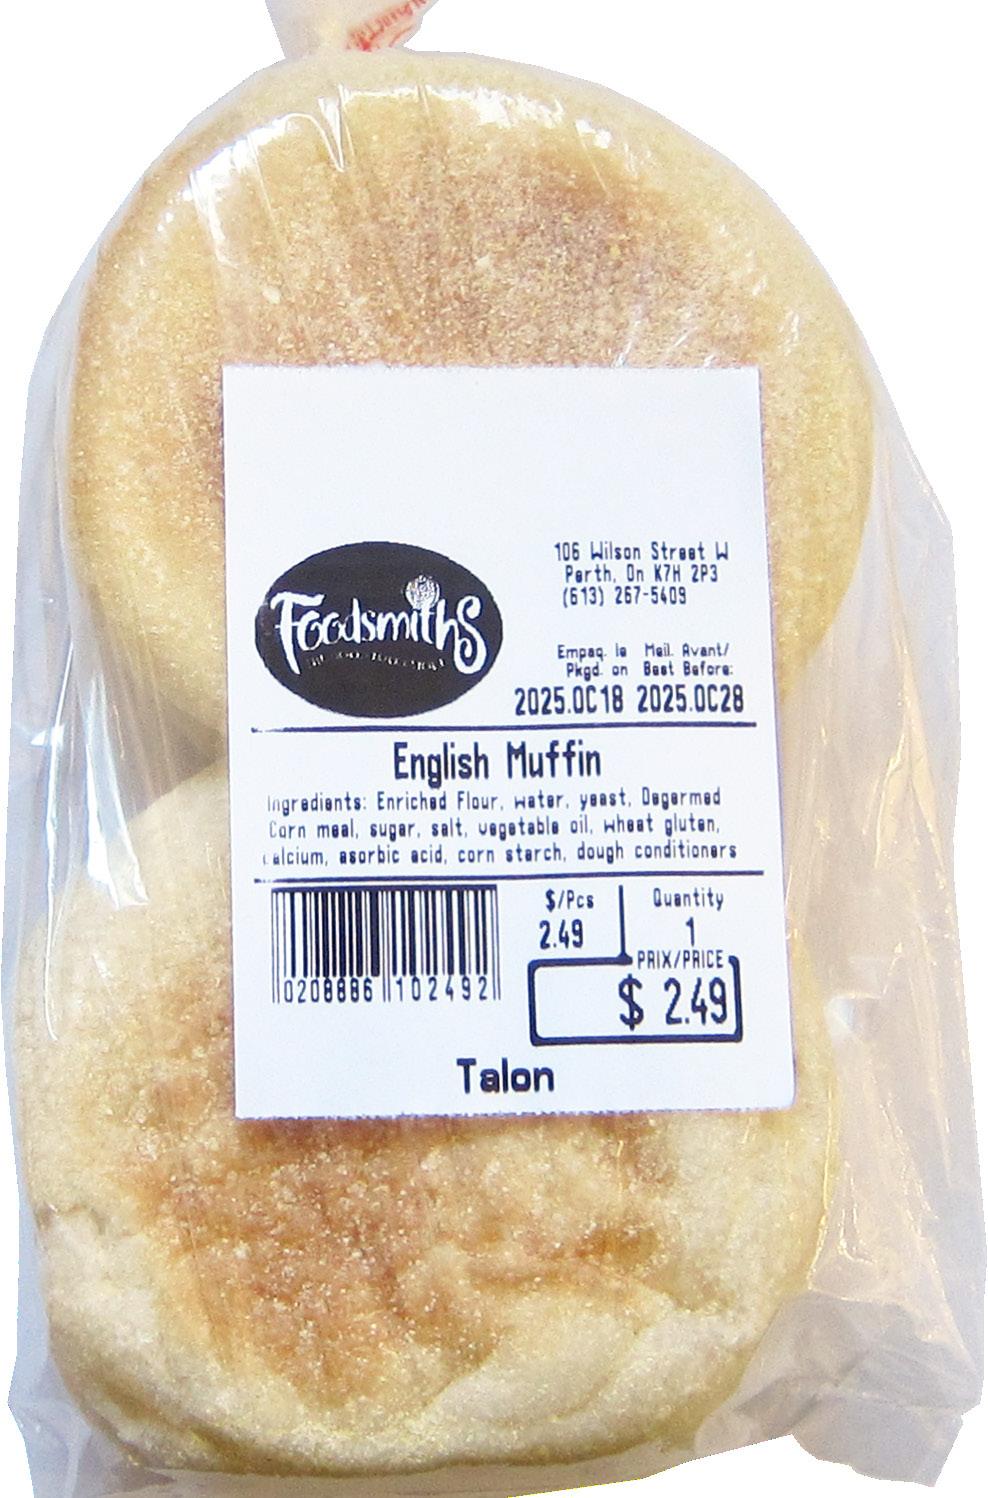 Foodsmiths
106 Wilson Street W
Perth, On K7H 2P3
(613) 267-5409
Empaq. le Meil. Avant/
Pkgd. on Best Before:
2025.OC18 2025.OC28
English Muffin
Ingredients: Enriched Flour, water, yeast, Degermed
Corn meal, sugar, salt, vegetable oil, wheat gluten,
calcium, asorbic acid, corn starch, dough conditioners
$/Pcs Quantity
2.49 1
PRIX/PRICE
$ 2.49
0208886 102492
Talon